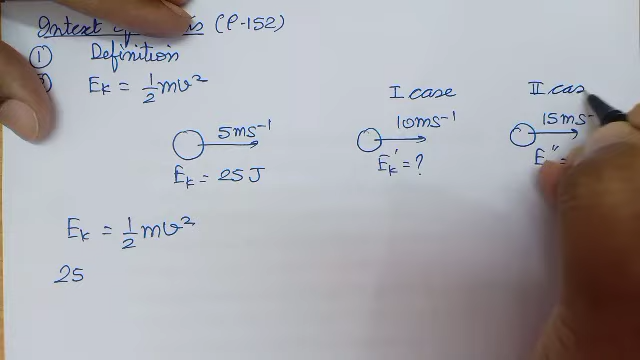 Intext (P-152)
① Definition
Eₖ = 1/2 mv²
I case
II cas
5ms⁻¹
10ms⁻¹
15ms⁻
Eₖ = 25 J
Eₖ' = ?
E'' =
Eₖ = 1/2 mv²
25